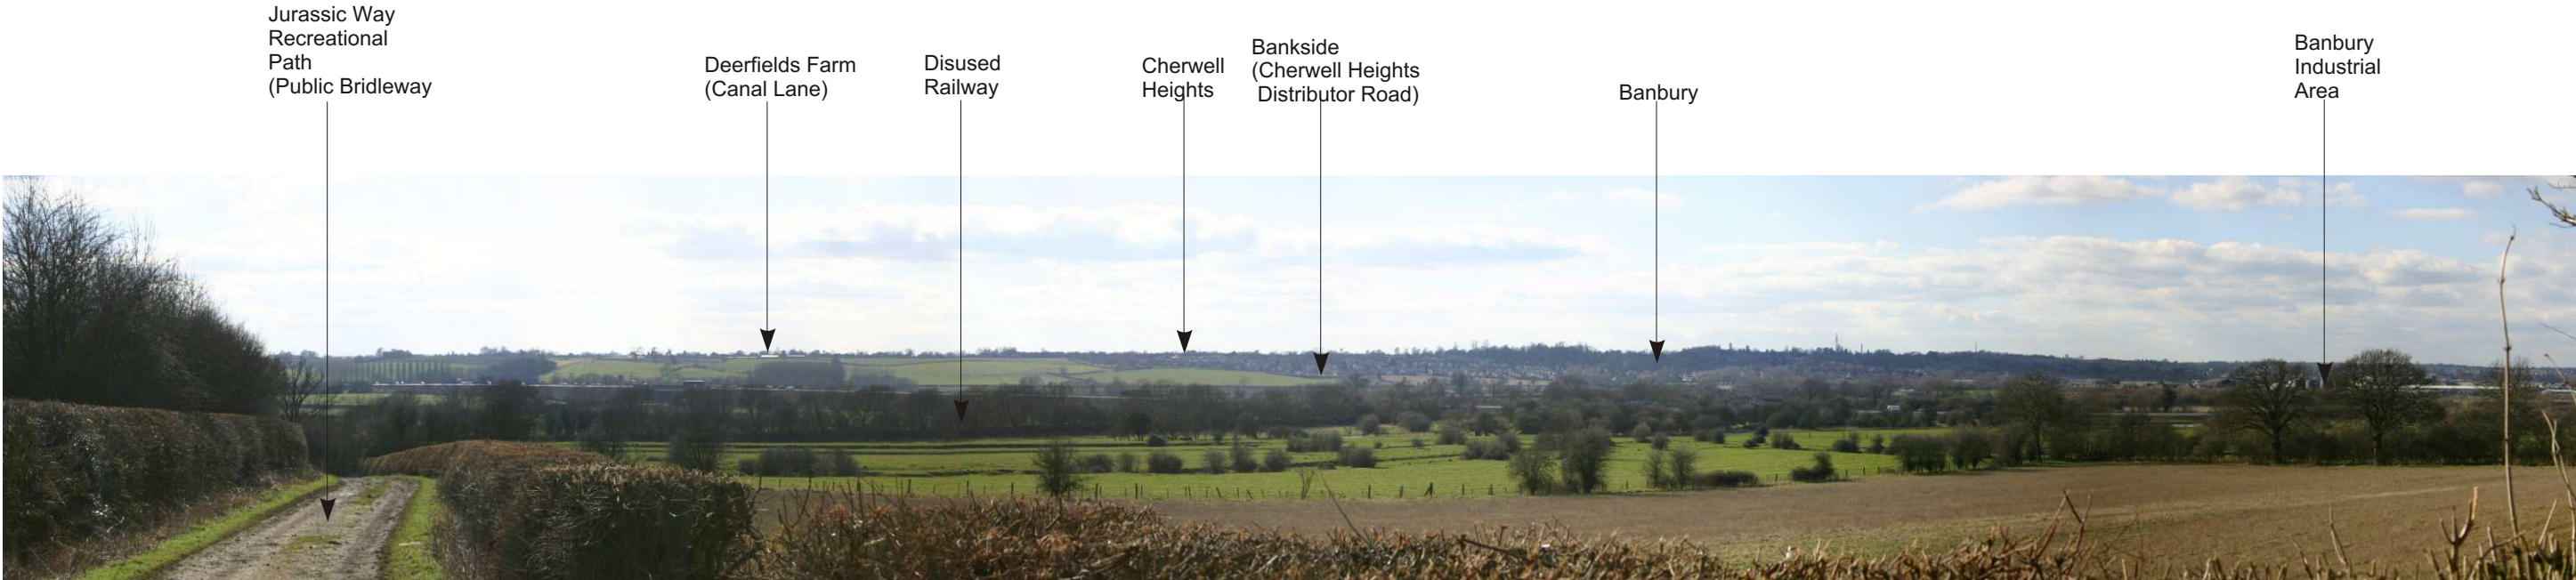 Jurassic Way
Recreational
Path
(Public Bridleway
Deerfields Farm
(Canal Lane)
Disused
Railway
Cherwell
Heights
Bankside
(Cherwell Heights
Distributor Road)
Banbury
Banbury
Industrial
Area